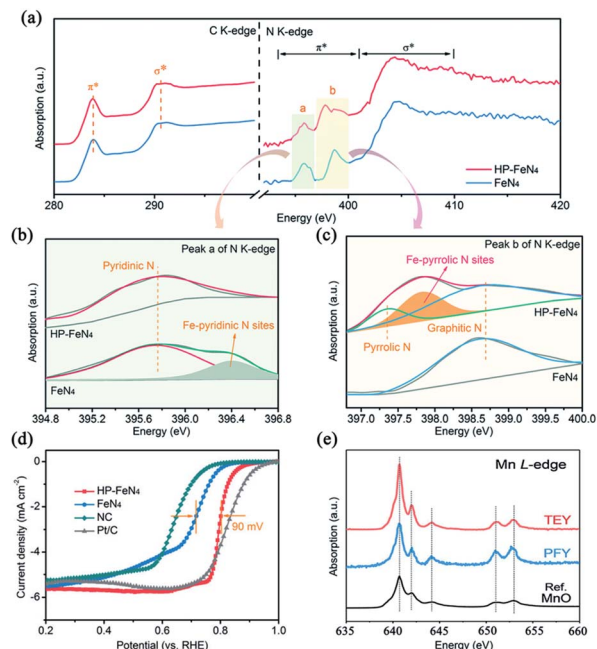 (a)
C K-edge
N K-edge
π*
σ*
π*
σ*
a
b
HP-FeN₄
FeN₄
Absorption (a.u.)
280
290
400
410
420
Energy (eV)
(b)
Peak a of N K-edge
Pyridinic N
HP-FeN₄
Fe-pyridinic N sites
FeN₄
Absorption (a.u.)
394.8
395.2
395.6
396.0
396.4
396.8
Energy (eV)
(c)
Peak b of N K-edge
Fe-pyrrolic N sites
HP-FeN₄
Pyrrolic N
Graphitic N
FeN₄
Absorption (a.u.)
397.0
397.5
398.0
398.5
399.0
399.5
400.0
Energy (eV)
(d)
HP-FeN₄
FeN₄
NC
Pt/C
90 mV
Current density (mA cm⁻²)
0
-2
-4
-6
0.2
0.4
0.6
0.8
1.0
Potential (vs. RHE)
(e)
Mn L-edge
TEY
PFY
Ref.
MnO
Absorption (a.u.)
635
640
645
650
655
660
Energy (eV)